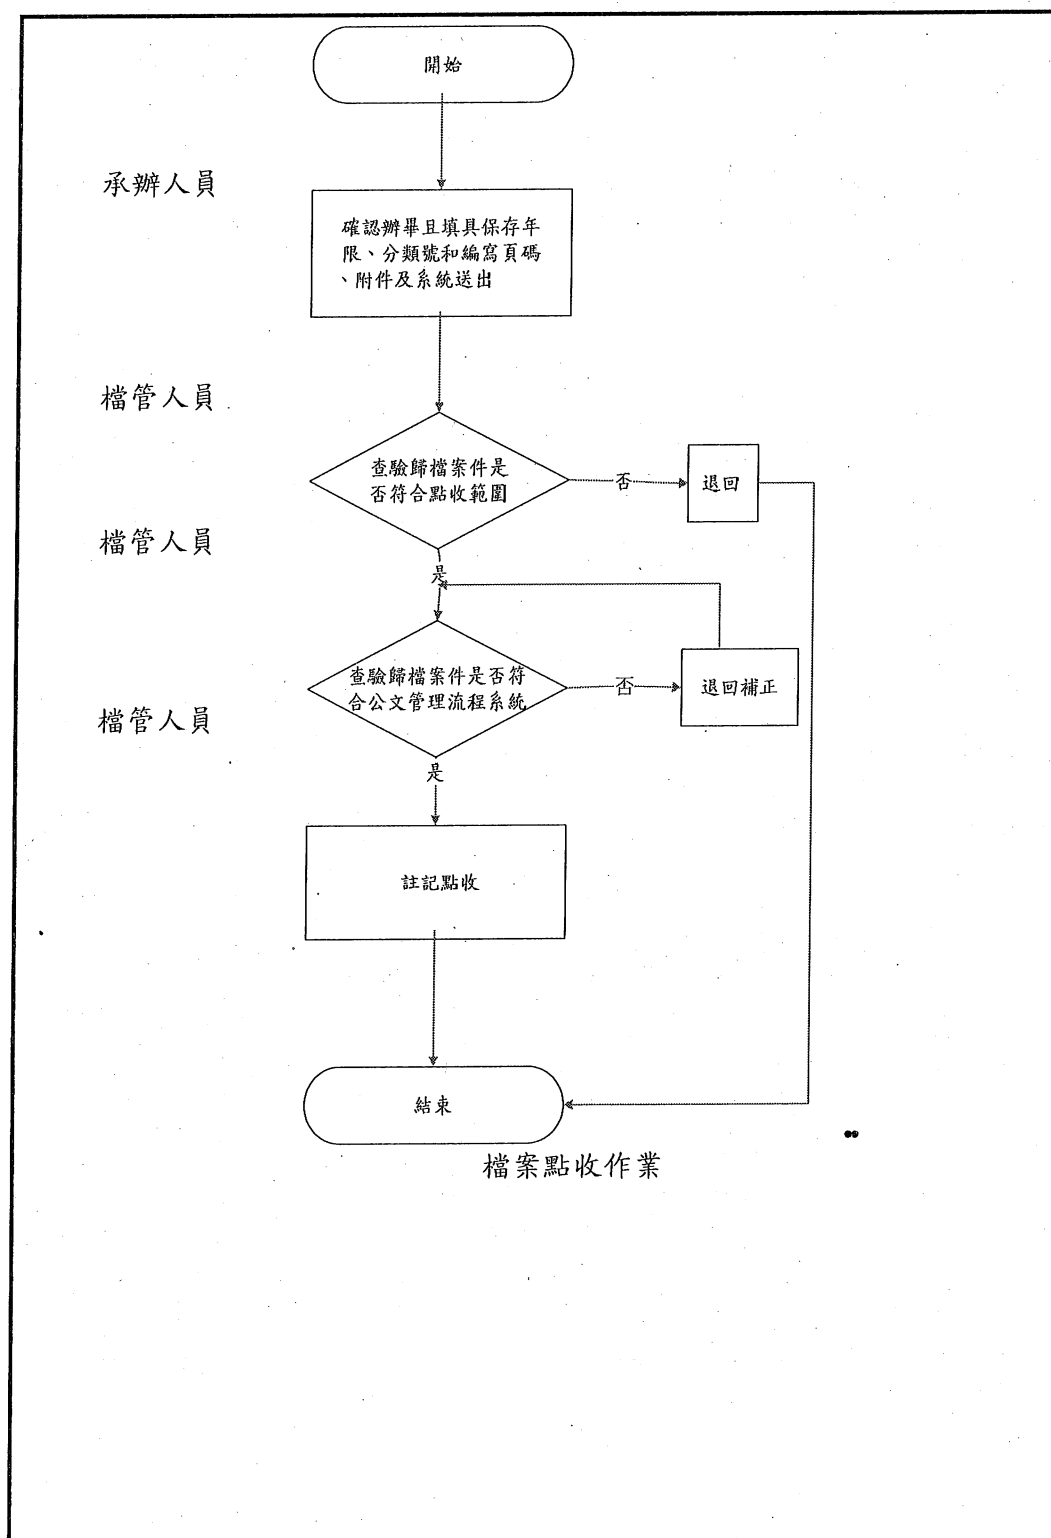 開始
承辦人員
確認辦畢且填具保存年
限、分類號和編寫頁碼
、附件及系統送出
檔管人員
查驗歸檔案件是
否符合點收範圍
否
退回
檔管人員
是
查驗歸檔案件是否符
合公文管理流程系統
否
退回補正
檔管人員
是
註記點收
結束
檔案點收作業